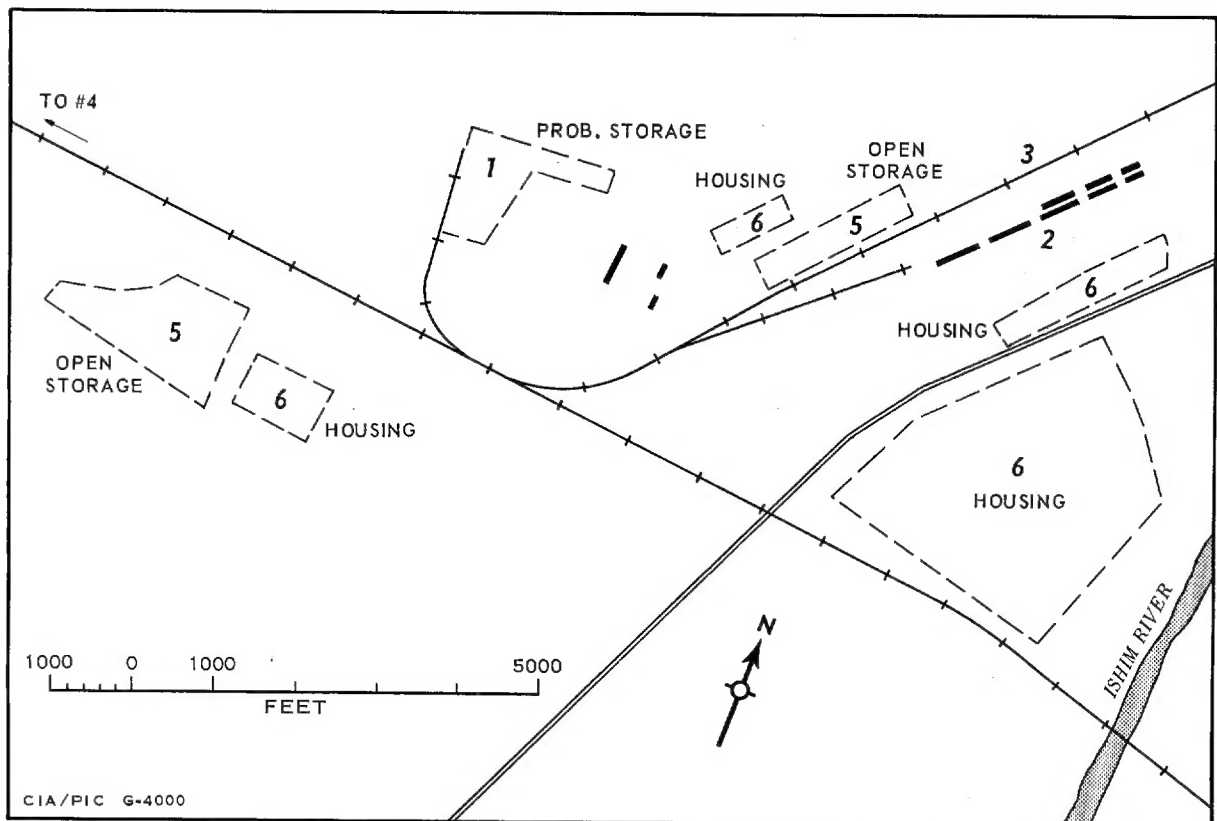 TO #4
PROB. STORAGE
1
HOUSING
6
OPEN
STORAGE
5
3
2
6
HOUSING
5
OPEN
STORAGE
6
HOUSING
6
HOUSING
ISHIM RIVER
N
1000 0 1000 5000
FEET
CIA/PIC G-4000